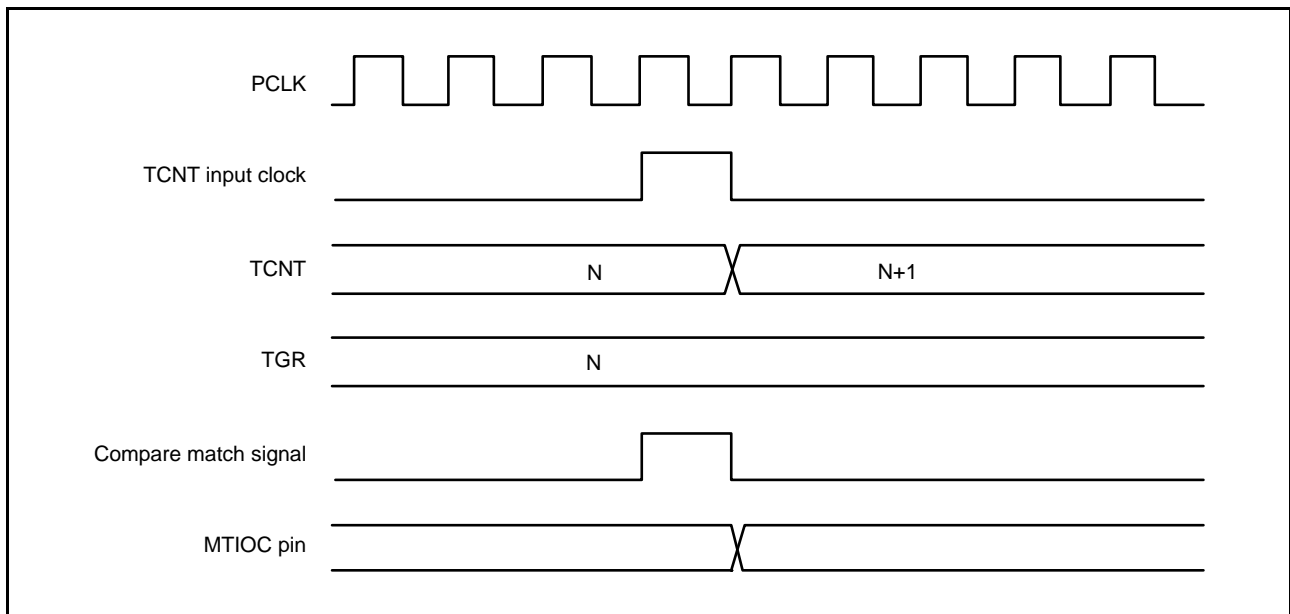 PCLK
TCNT input clock
TCNT
N
N+1
TGR
N
Compare match signal
MTIOC pin